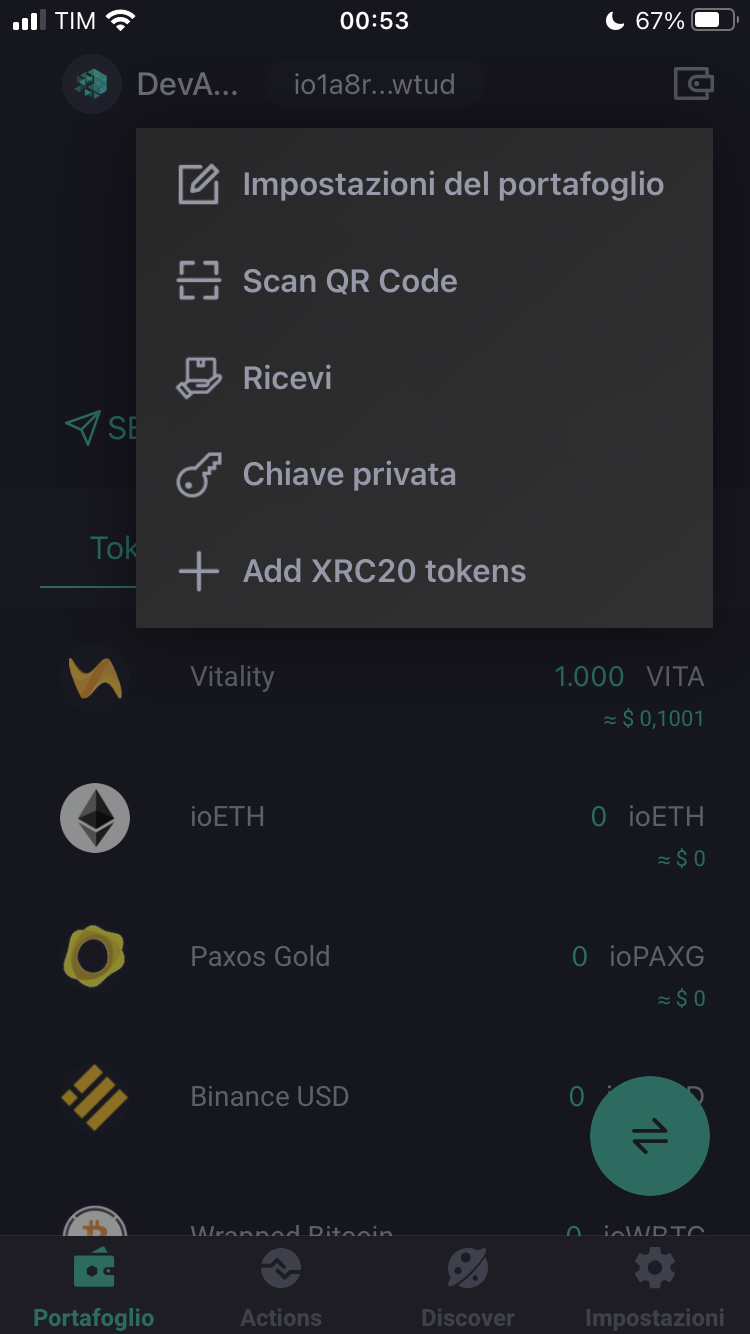 TIM 00:53 67%
DevA... io1a8r...wtud
Impostazioni del portafoglio
Scan QR Code
Ricevi
SE
Chiave privata
Tok
Add XRC20 tokens
Vitality 1.000 VITA
≈ $ 0,1001
ioETH 0 ioETH
≈ $ 0
Paxos Gold 0 ioPAXG
≈ $ 0
Binance USD 0
Wrapped Bitcoin 0 ioWBTC
Portafoglio Actions Discover Impostazioni